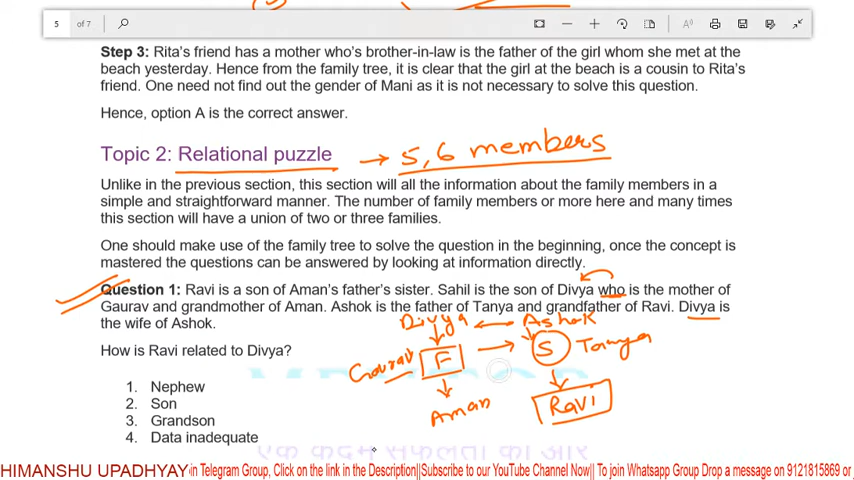 5 of 7
Step 3: Rita's friend has a mother who's brother-in-law is the father of the girl whom she met at the
beach yesterday. Hence from the family tree, it is clear that the girl at the beach is a cousin to Rita's
friend. One need not find out the gender of Mani as it is not necessary to solve this question.
Hence, option A is the correct answer.
Topic 2: Relational puzzle → 5, 6 members
Unlike in the previous section, this section will all the information about the family members in a
simple and straightforward manner. The number of family members or more here and many times
this section will have a union of two or three families.
One should make use of the family tree to solve the question in the beginning, once the concept is
mastered the questions can be answered by looking at information directly.
Question 1: Ravi is a son of Aman's father's sister. Sahil is the son of Divya who is the mother of
Gaurav and grandmother of Aman. Ashok is the father of Tanya and grandfather of Ravi. Divya is
the wife of Ashok.
Divya Ashok
How is Ravi related to Divya?
Gaurav F S Tanya
1. Nephew
2. Son
Aman Ravi
3. Grandson
4. Data inadequate
एक कदम सफलता की ओर
HIMANSHU UPADHYAY in Telegram Group, Click on the link in the Description||Subscribe to our YouTube Channel Now|| To join Whatsapp Group Drop a message on 9121815869 or